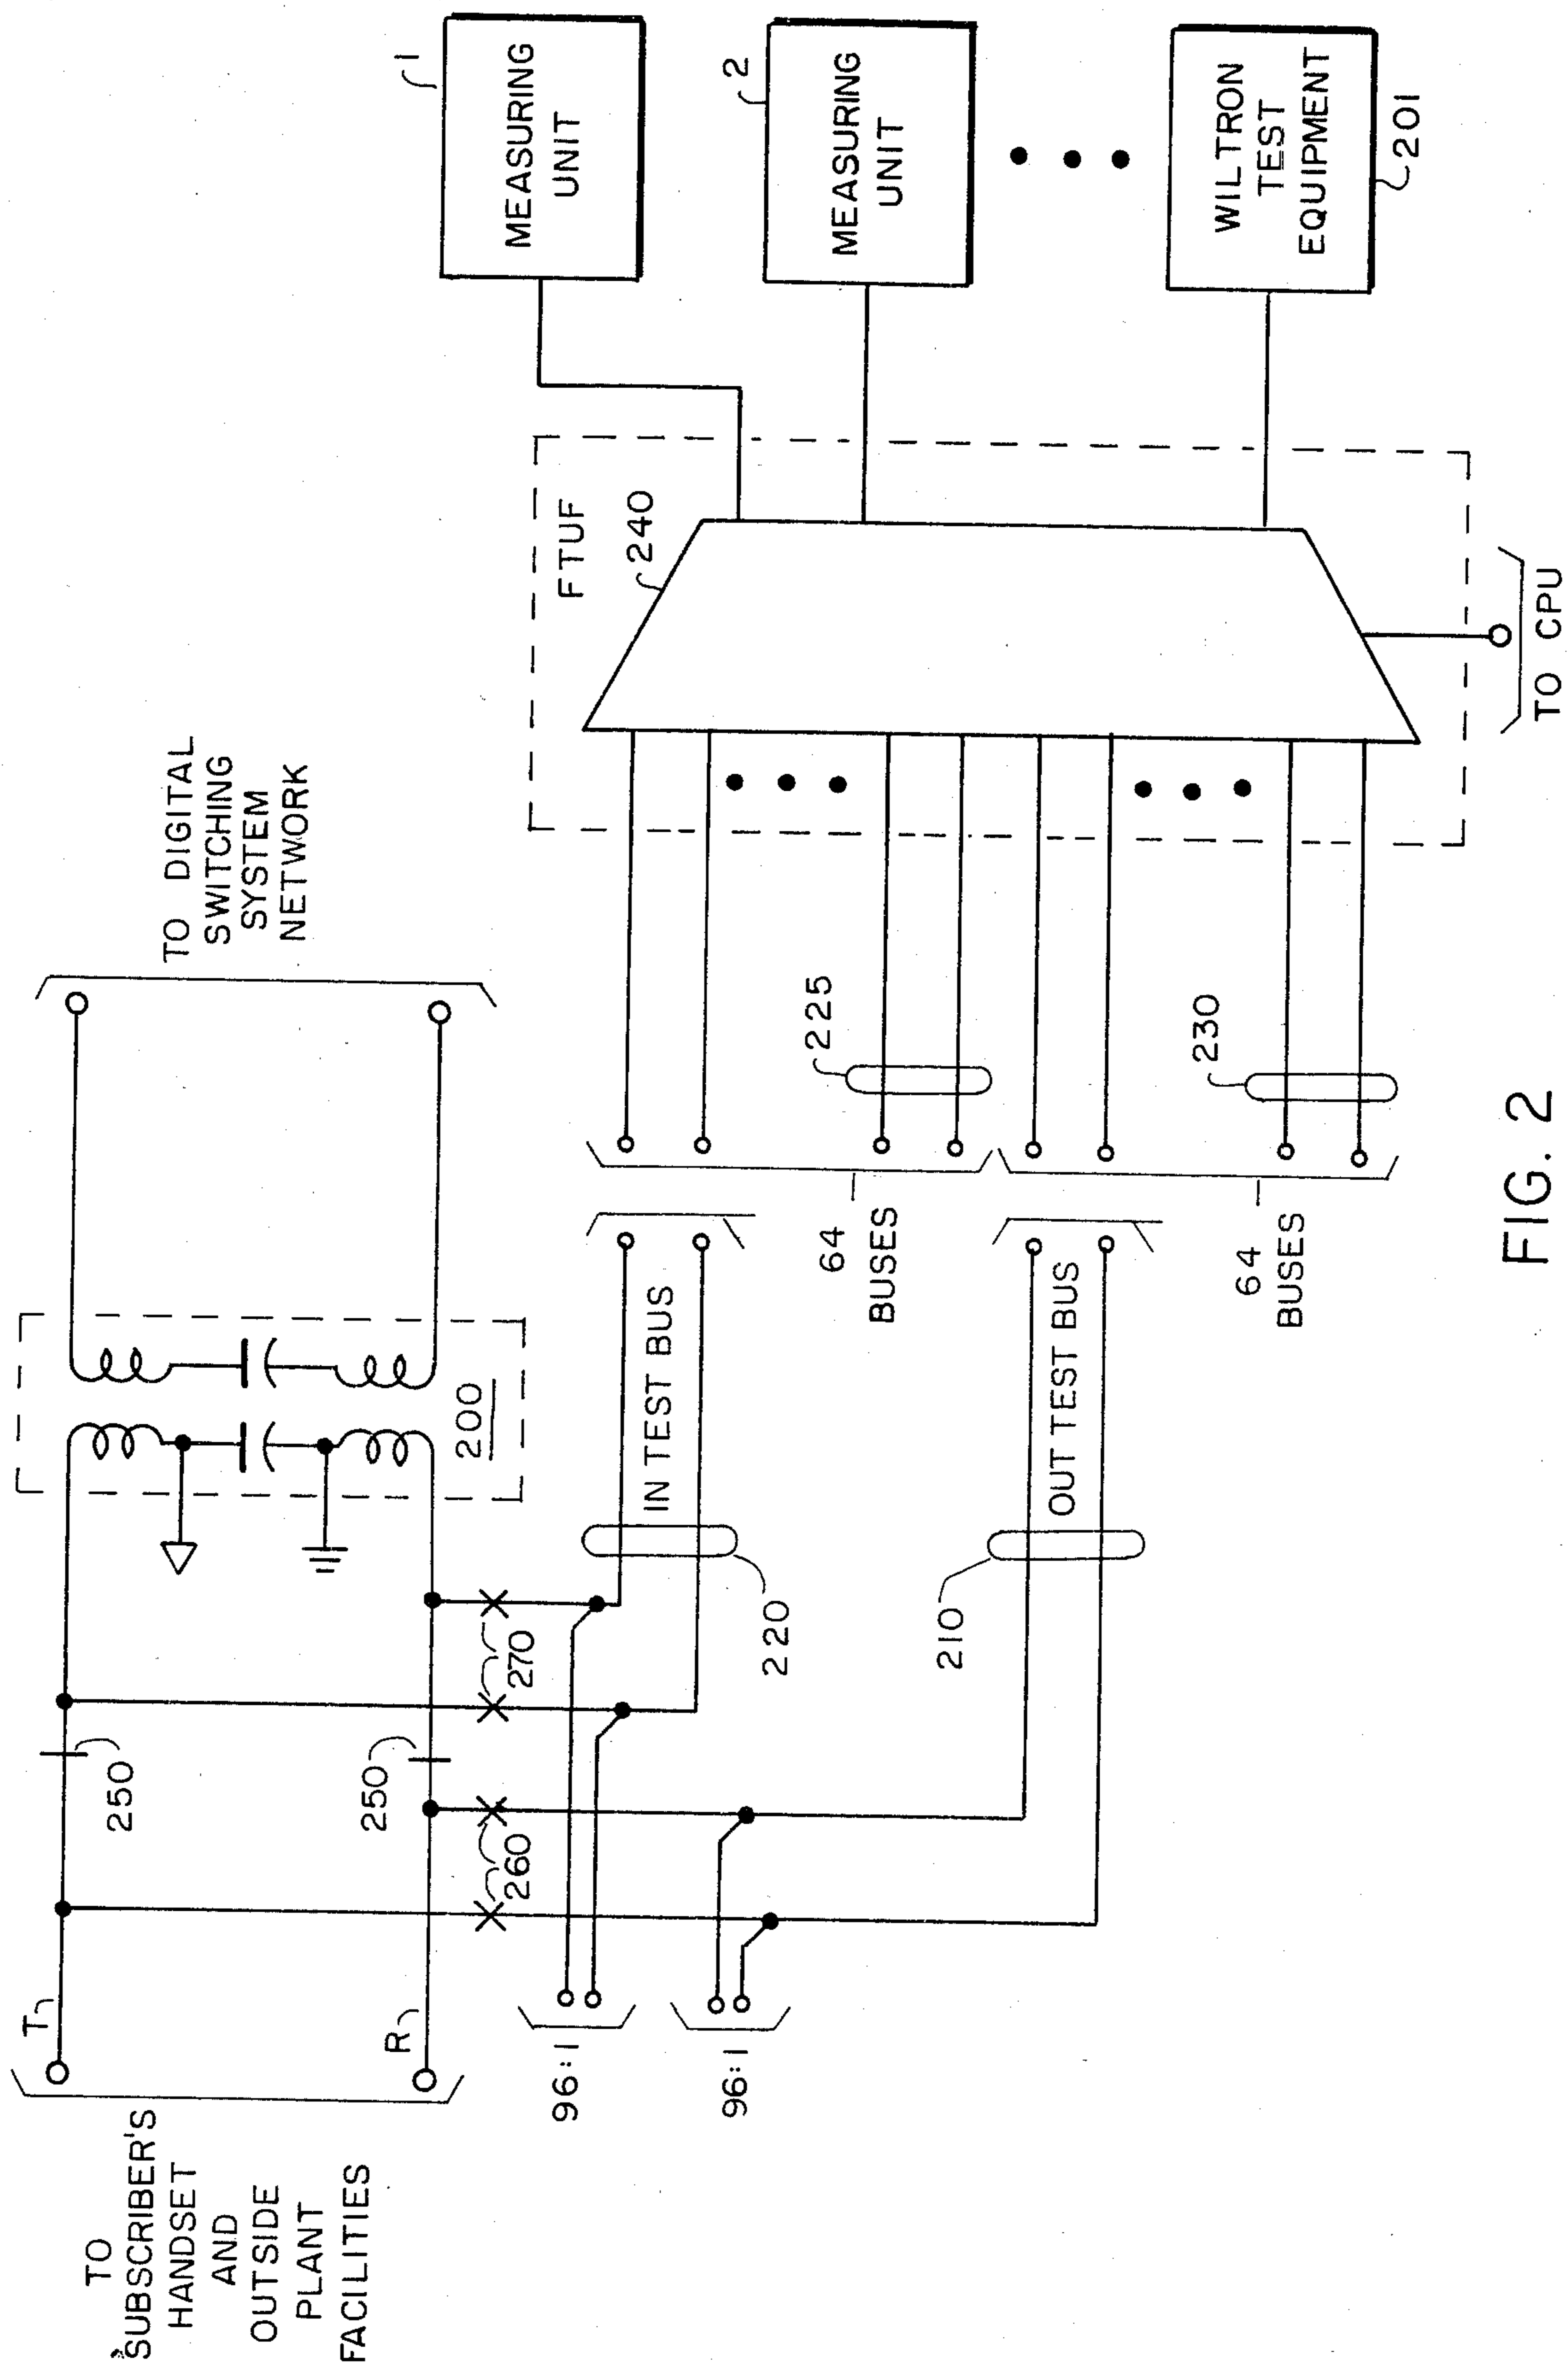 TO
SUBSCRIBER'S
HANDSET
AND
OUTSIDE
PLANT
FACILITIES
T
R
250
250
260
270
96:1
96:1
200
TO DIGITAL
SWITCHING
SYSTEM
NETWORK
IN TEST BUS
220
OUT TEST BUS
210
64
BUSES
64
BUSES
225
230
FTUF
240
TO CPU
1
MEASURING
UNIT
2
MEASURING
UNIT
WILTRON
TEST
EQUIPMENT
201
FIG. 2